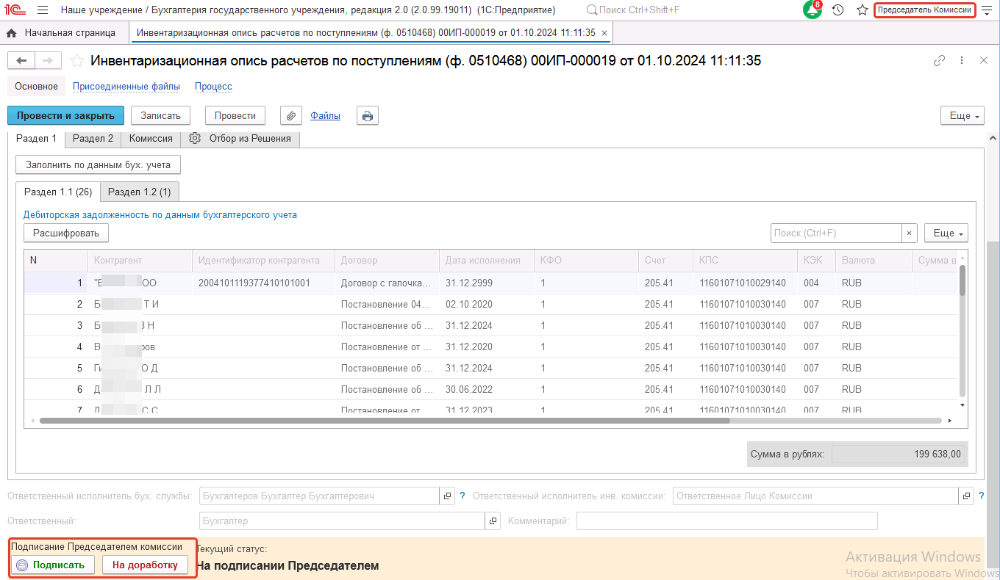 1С Наше учреждение / Бухгалтерия государственного учреждения, редакция 2.0 (2.0.99.19011) (1С:Предприятие) Поиск Ctrl+Shift+F 8 Председатель Комиссии
Начальная страница Инвентаризационная опись расчетов по поступлениям (ф. 0510468) 00ИП-000019 от 01.10.2024 11:11:35 ×
Инвентаризационная опись расчетов по поступлениям (ф. 0510468) 00ИП-000019 от 01.10.2024 11:11:35
Основное Присоединенные файлы Процесс
Провести и закрыть Записать Провести Файлы Еще
Раздел 1 Раздел 2 Комиссия Отбор из Решения
Заполнить по данным бух. учета
Раздел 1.1 (26) Раздел 1.2 (1)
Дебиторская задолженность по данным бухгалтерского учета
Расшифровать Поиск (Ctrl+F) × Еще
N Контрагент Идентификатор контрагента Договор Дата исполнения КФО Счет КПС КЭК Валюта Сумма в
1 ОО 2004101119377410101001 Договор с галочка... 31.12.2999 1 205.41 11601071010029140 004 RUB
2 Т И Постановление 04... 02.10.2020 1 205.41 11601071010030140 007 RUB
3 Н Постановление об ... 31.12.2024 1 205.41 11601071010030140 007 RUB
4 ров Постановление от ... 31.12.2020 1 205.41 11601071010030140 007 RUB
5 О Д Постановление об ... 31.12.2024 1 205.41 11601071010030140 007 RUB
6 Л Л Постановление об ... 30.06.2022 1 205.41 11601071010030140 007 RUB
7 С С Постановление от 31.12.2023 1 205.41 11601071010030140 007 RUB
Сумма в рублях: 199 638,00
Ответственный исполнитель бух. службы: Бухгалтеров Бухгалтер Бухгалтерович ? Ответственный исполнитель инв. комиссии: Ответственное Лицо Комиссии ?
Ответственный: Бухгалтер Комментарий:
Подписание Председателем комиссии Текущий статус:
Подписать На доработку На подписании Председателем
Активация Windows
Чтобы активировать Windows